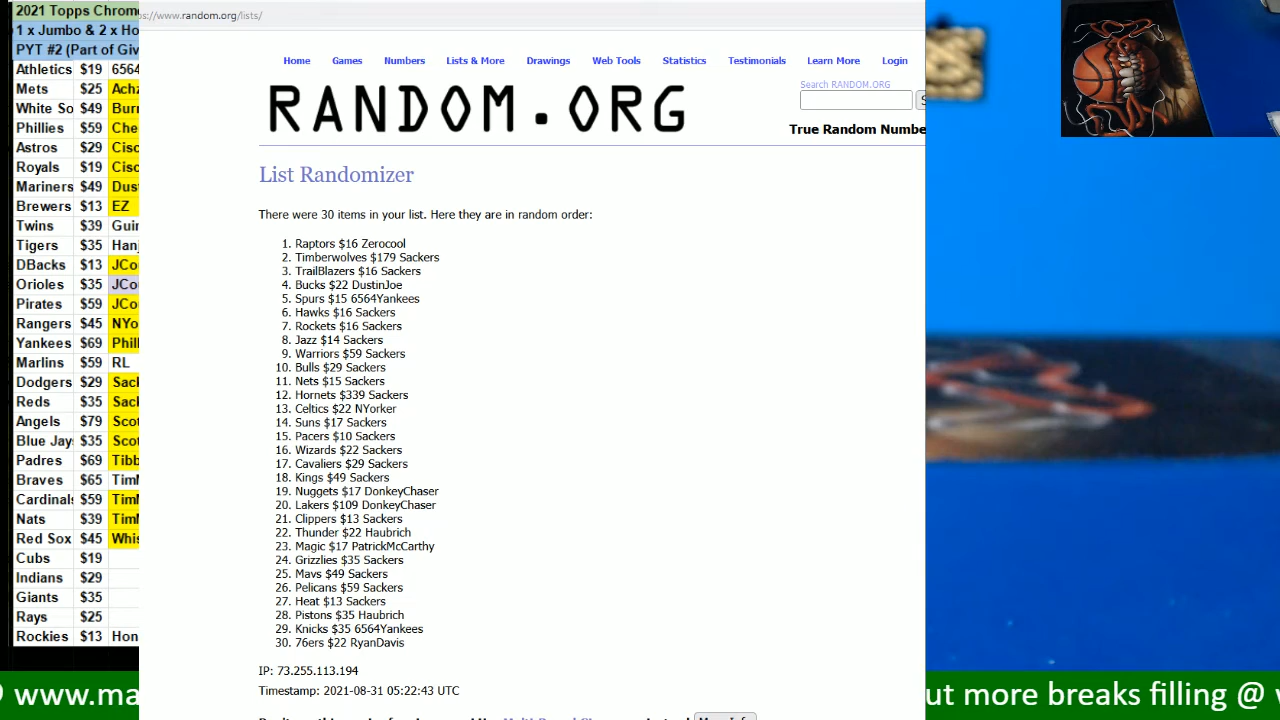 2021 Topps Chrom
1 x Jumbo & 2 x Ho
PYT #2 (Part of Giv
Athletics $19 6564
Mets $25 Achz
White So $49 Burr
Phillies $59 Che
Astros $29 Cisc
Royals $19 Cisc
Mariners $49 Dust
Brewers $13 EZ
Twins $39 Guir
Tigers $35 Hanj
DBacks $13 JCo
Orioles $35 JCo
Pirates $59 JCo
Rangers $45 NYo
Yankees $69 Phill
Marlins $59 RL
Dodgers $29 Sack
Reds $35 Sack
Angels $79 Scot
Blue Jay $35 Scot
Padres $69 Tibb
Braves $65 TimM
Cardinals $59 TimM
Nats $39 TimM
Red Sox $45 Whis
Cubs $19
Indians $29
Giants $35
Rays $25
Rockies $13 Hon
ps://www.random.org/lists/
Home Games Numbers Lists & More Drawings Web Tools Statistics Testimonials Learn More Login
RANDOM.ORG
Search RANDOM.ORG
True Random Numbe
List Randomizer
There were 30 items in your list. Here they are in random order:
1. Raptors $16 Zerocool
2. Timberwolves $179 Sackers
3. TrailBlazers $16 Sackers
4. Bucks $22 DustinJoe
5. Spurs $15 6564Yankees
6. Hawks $16 Sackers
7. Rockets $16 Sackers
8. Jazz $14 Sackers
9. Warriors $59 Sackers
10. Bulls $29 Sackers
11. Nets $15 Sackers
12. Hornets $339 Sackers
13. Celtics $22 NYorker
14. Suns $17 Sackers
15. Pacers $10 Sackers
16. Wizards $22 Sackers
17. Cavaliers $29 Sackers
18. Kings $49 Sackers
19. Nuggets $17 DonkeyChaser
20. Lakers $109 DonkeyChaser
21. Clippers $13 Sackers
22. Thunder $22 Haubrich
23. Magic $17 PatrickMcCarthy
24. Grizzlies $35 Sackers
25. Mavs $49 Sackers
26. Pelicans $59 Sackers
27. Heat $13 Sackers
28. Pistons $35 Haubrich
29. Knicks $35 6564Yankees
30. 76ers $22 RyanDavis
IP: 73.255.113.194
Timestamp: 2021-08-31 05:22:43 UTC
@ www.ma
ut more breaks filling @ w